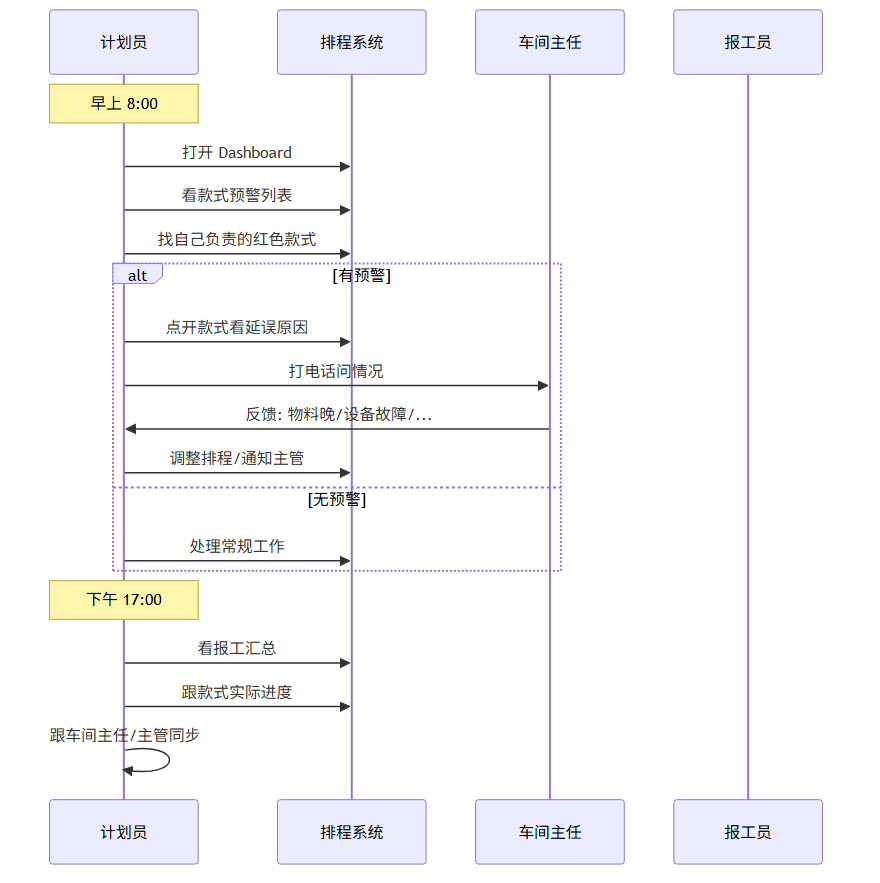 计划员
排程系统
车间主任
报工员
早上 8:00
打开 Dashboard
看款式预警列表
找自己负责的红色款式
alt
[有预警]
点开款式看延误原因
打电话问情况
反馈: 物料晚/设备故障/...
调整排程/通知主管
[无预警]
处理常规工作
下午 17:00
看报工汇总
跟款式实际进度
跟车间主任/主管同步
计划员
排程系统
车间主任
报工员